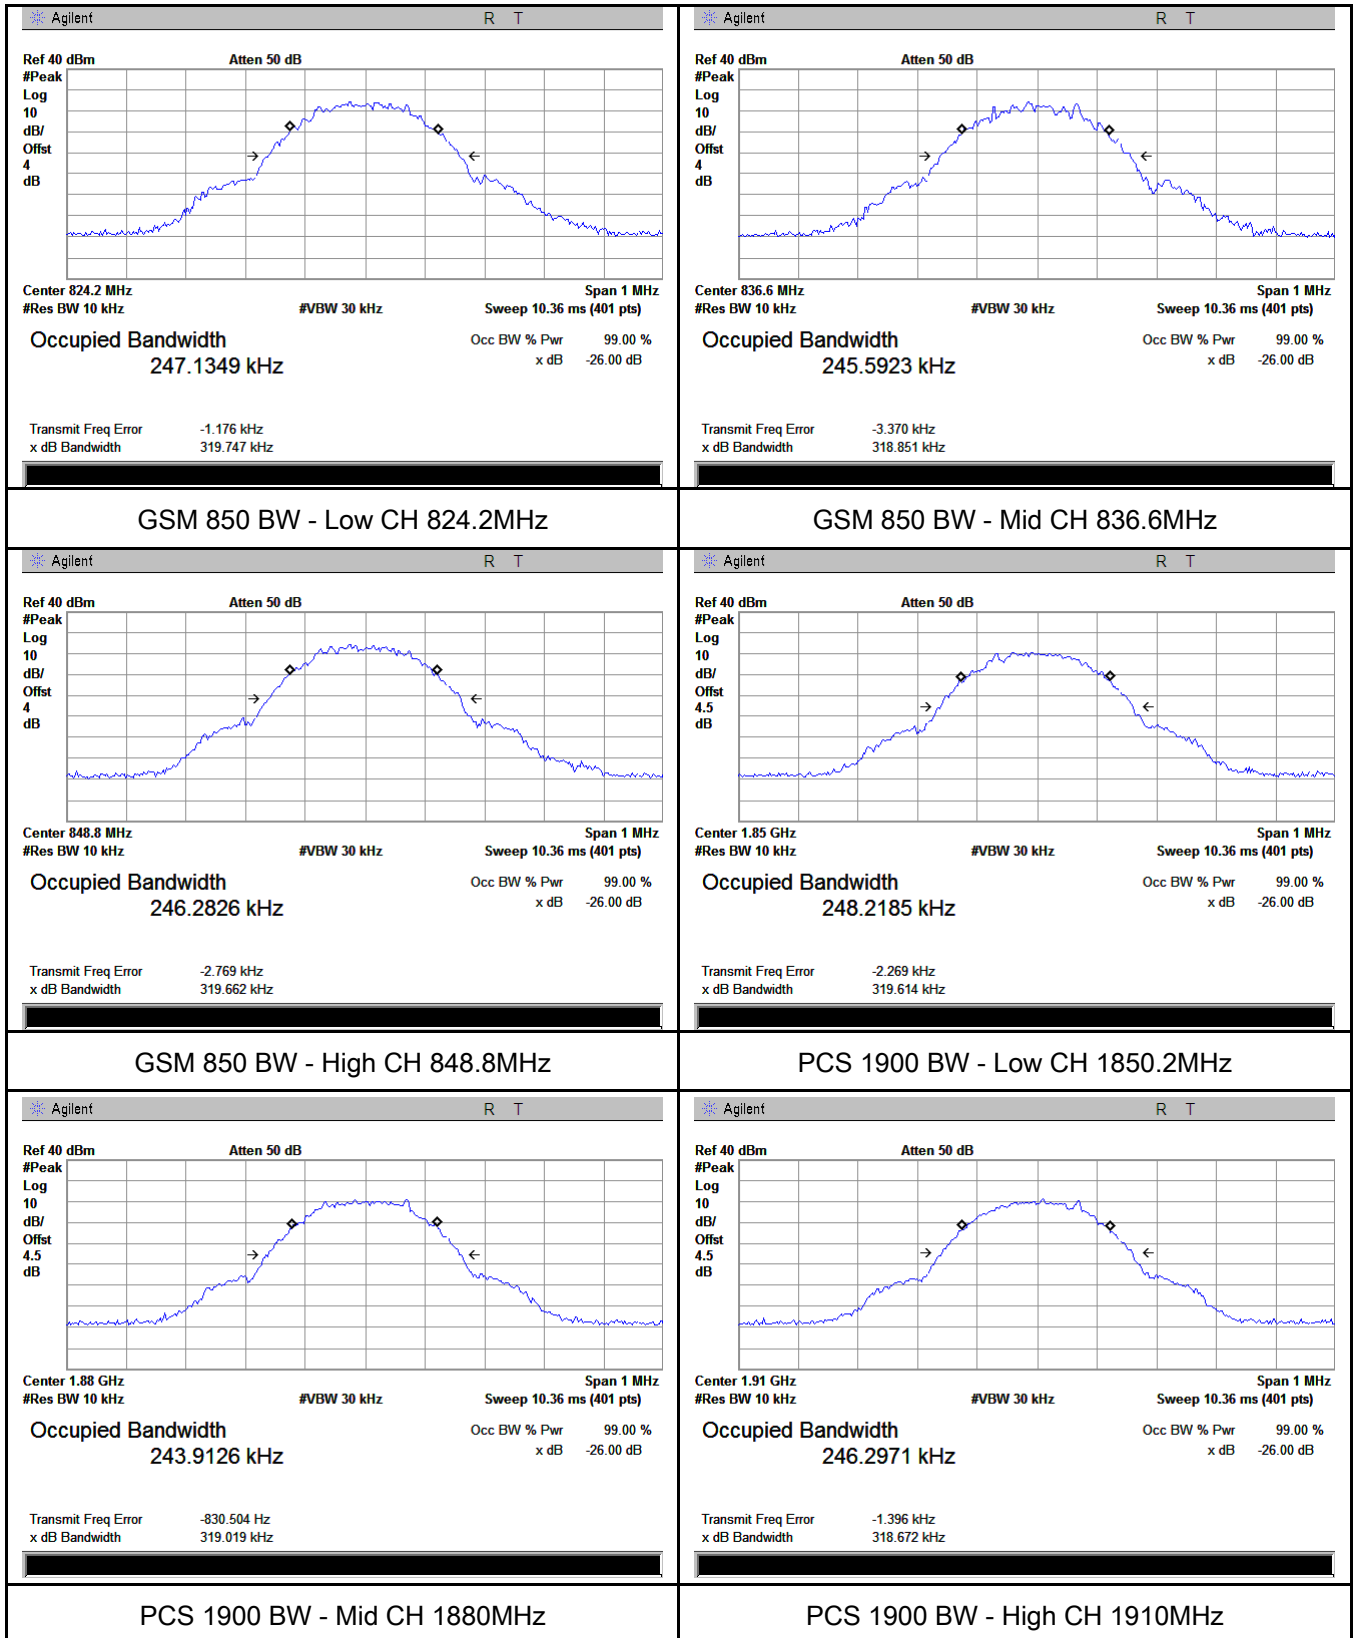 Agilent R T
Ref 40 dBm Atten 50 dB
#Peak
Log
10
dB/
Offst
4
dB
Center 824.2 MHz Span 1 MHz
#Res BW 10 kHz #VBW 30 kHz Sweep 10.36 ms (401 pts)
Occupied Bandwidth Occ BW % Pwr 99.00 %
247.1349 kHz x dB -26.00 dB
Transmit Freq Error -1.176 kHz
x dB Bandwidth 319.747 kHz
GSM 850 BW - Low CH 824.2MHz
Agilent R T
Ref 40 dBm Atten 50 dB
#Peak
Log
10
dB/
Offst
4
dB
Center 836.6 MHz Span 1 MHz
#Res BW 10 kHz #VBW 30 kHz Sweep 10.36 ms (401 pts)
Occupied Bandwidth Occ BW % Pwr 99.00 %
245.5923 kHz x dB -26.00 dB
Transmit Freq Error -3.370 kHz
x dB Bandwidth 318.851 kHz
GSM 850 BW - Mid CH 836.6MHz
Agilent R T
Ref 40 dBm Atten 50 dB
#Peak
Log
10
dB/
Offst
4
dB
Center 848.8 MHz Span 1 MHz
#Res BW 10 kHz #VBW 30 kHz Sweep 10.36 ms (401 pts)
Occupied Bandwidth Occ BW % Pwr 99.00 %
246.2826 kHz x dB -26.00 dB
Transmit Freq Error -2.769 kHz
x dB Bandwidth 319.662 kHz
GSM 850 BW - High CH 848.8MHz
Agilent R T
Ref 40 dBm Atten 50 dB
#Peak
Log
10
dB/
Offst
4.5
dB
Center 1.85 GHz Span 1 MHz
#Res BW 10 kHz #VBW 30 kHz Sweep 10.36 ms (401 pts)
Occupied Bandwidth Occ BW % Pwr 99.00 %
248.2185 kHz x dB -26.00 dB
Transmit Freq Error -2.269 kHz
x dB Bandwidth 319.614 kHz
PCS 1900 BW - Low CH 1850.2MHz
Agilent R T
Ref 40 dBm Atten 50 dB
#Peak
Log
10
dB/
Offst
4.5
dB
Center 1.88 GHz Span 1 MHz
#Res BW 10 kHz #VBW 30 kHz Sweep 10.36 ms (401 pts)
Occupied Bandwidth Occ BW % Pwr 99.00 %
243.9126 kHz x dB -26.00 dB
Transmit Freq Error -830.504 Hz
x dB Bandwidth 319.019 kHz
PCS 1900 BW - Mid CH 1880MHz
Agilent R T
Ref 40 dBm Atten 50 dB
#Peak
Log
10
dB/
Offst
4.5
dB
Center 1.91 GHz Span 1 MHz
#Res BW 10 kHz #VBW 30 kHz Sweep 10.36 ms (401 pts)
Occupied Bandwidth Occ BW % Pwr 99.00 %
246.2971 kHz x dB -26.00 dB
Transmit Freq Error -1.396 kHz
x dB Bandwidth 318.672 kHz
PCS 1900 BW - High CH 1910MHz